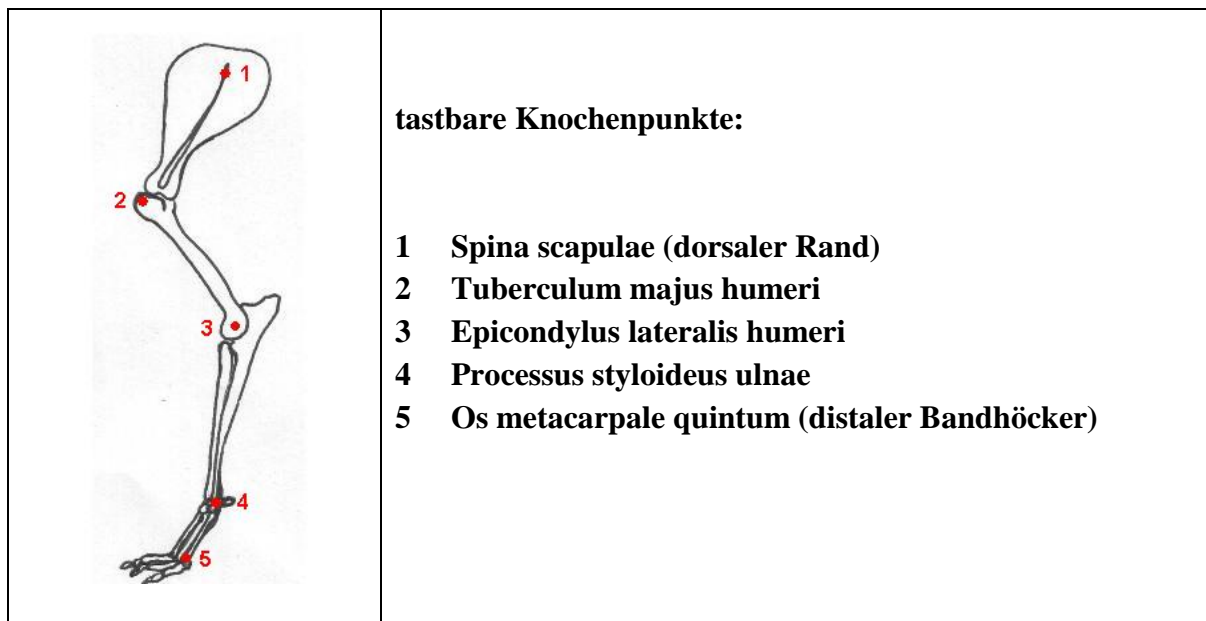 1
2
3
4
5
tastbare Knochenpunkte:
1 Spina scapulae (dorsaler Rand)
2 Tuberculum majus humeri
3 Epicondylus lateralis humeri
4 Processus styloideus ulnae
5 Os metacarpale quintum (distaler Bandhöcker)